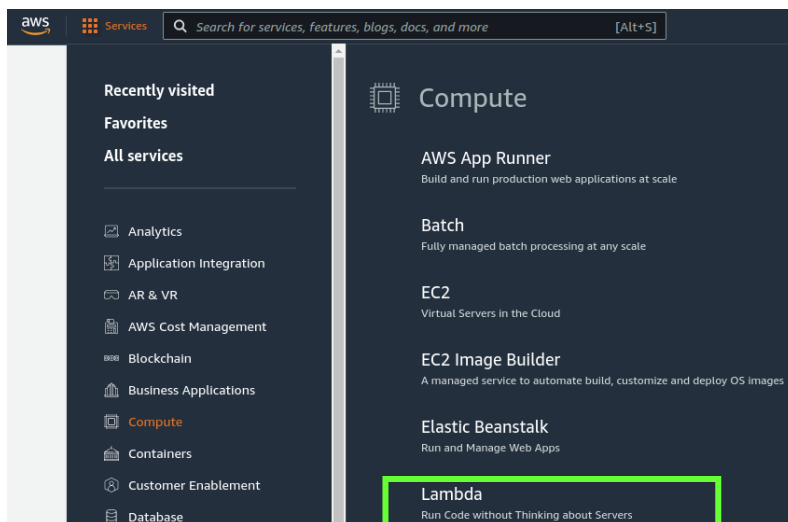 aws
Services
Search for services, features, blogs, docs, and more [Alt+S]
Recently visited
Favorites
All services
Analytics
Application Integration
AR & VR
AWS Cost Management
Blockchain
Business Applications
Compute
Containers
Customer Enablement
Database
Compute
AWS App Runner
Build and run production web applications at scale
Batch
Fully managed batch processing at any scale
EC2
Virtual Servers in the Cloud
EC2 Image Builder
A managed service to automate build, customize and deploy OS images
Elastic Beanstalk
Run and Manage Web Apps
Lambda
Run Code without Thinking about Servers